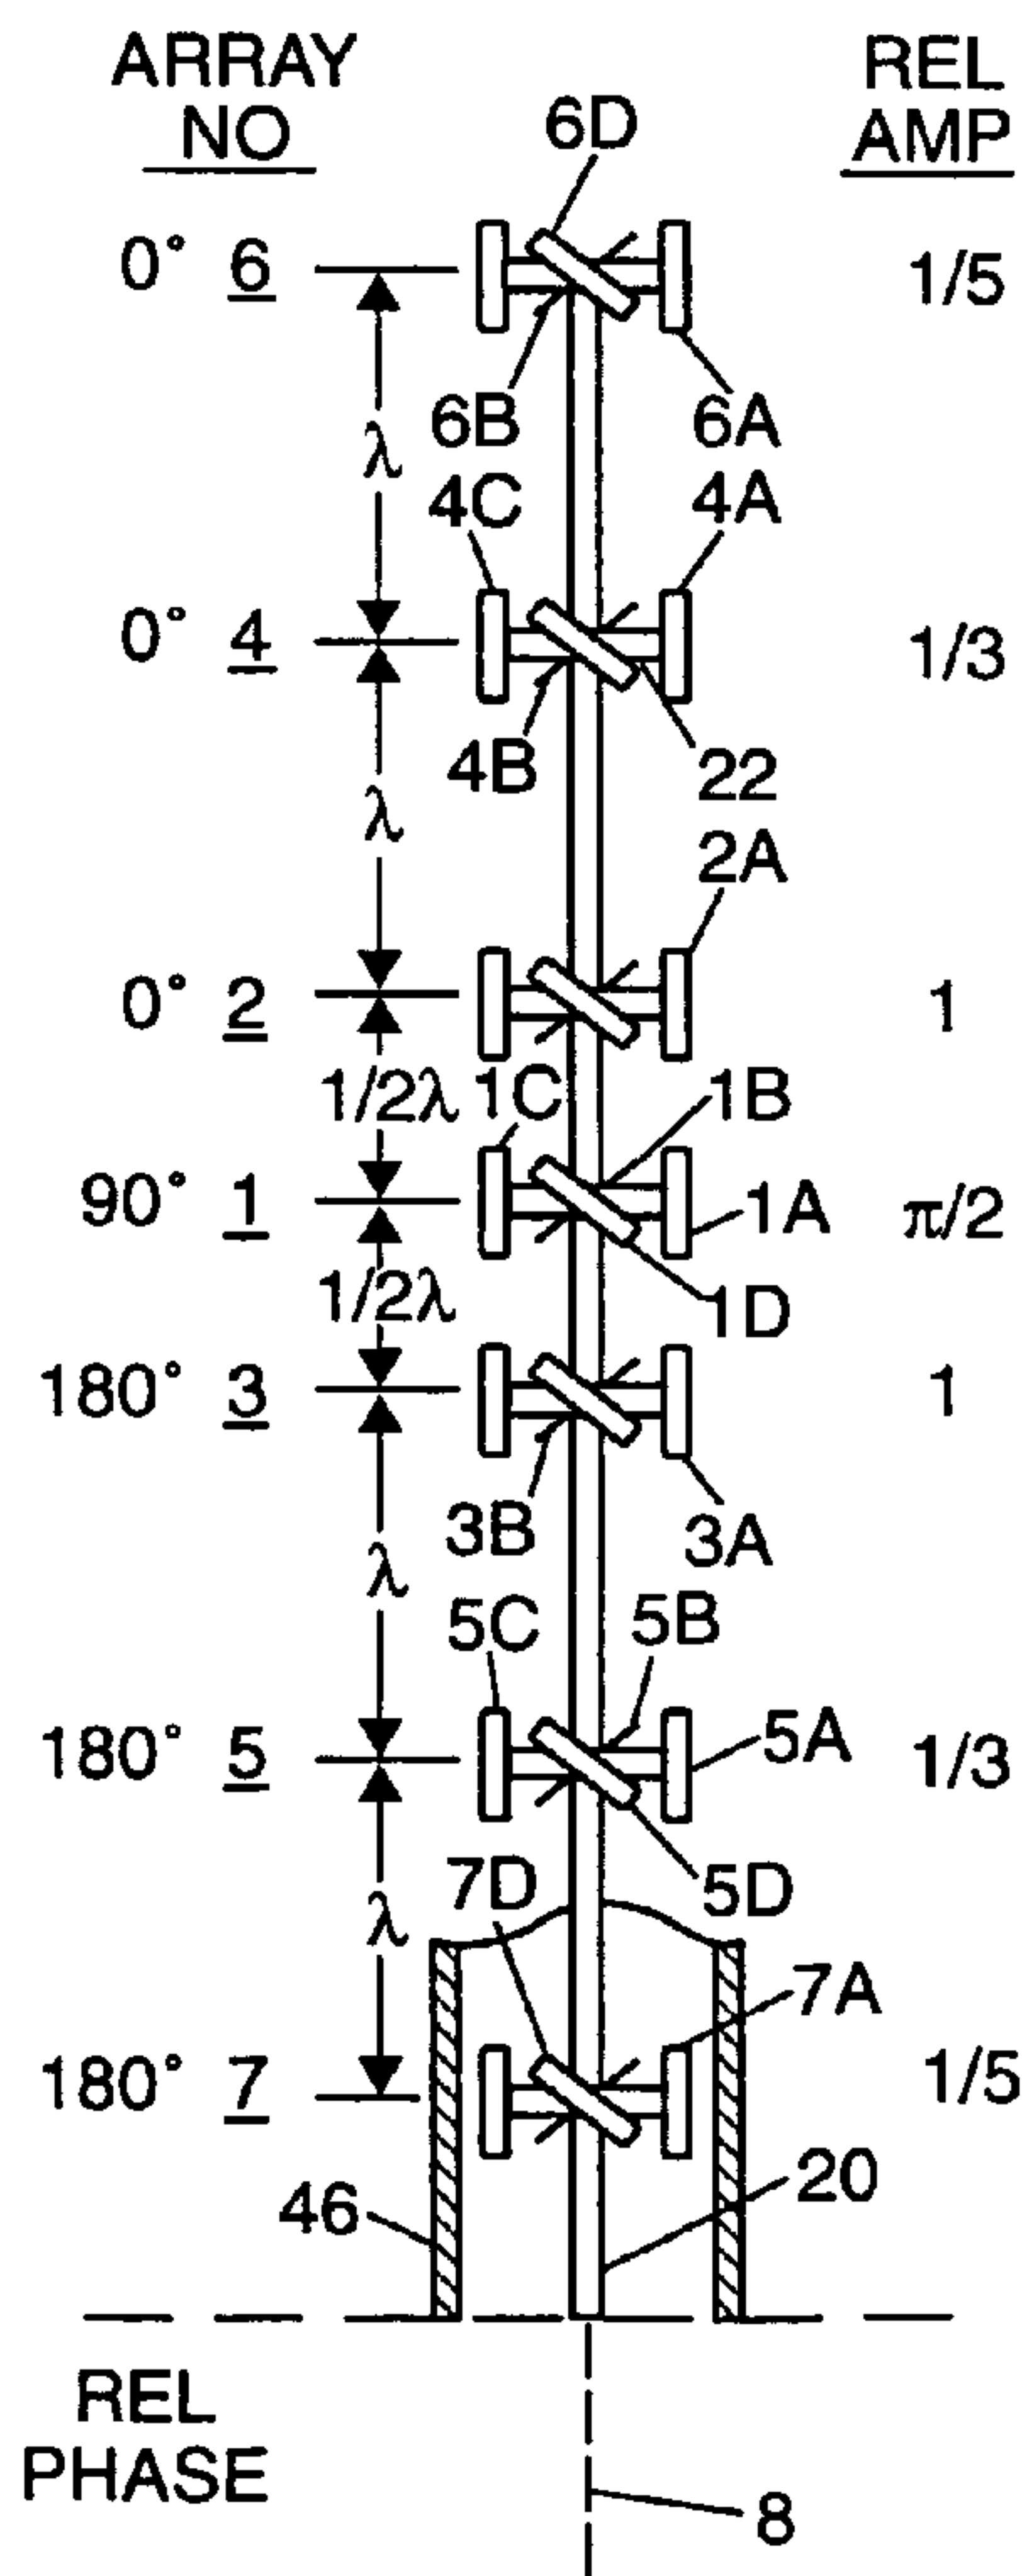 ARRAY
NO
REL
AMP
6D
0° 6
1/5
6B
6A
λ
4C
4A
0° 4
1/3
4B
22
λ
2A
0° 2
1
1/2λ
1C
1B
90° 1
1A
π/2
1/2λ
1D
180° 3
1
3B
3A
λ
5C
5B
180° 5
5A
1/3
7D
5D
λ
7A
180° 7
1/5
46
20
REL
PHASE
8